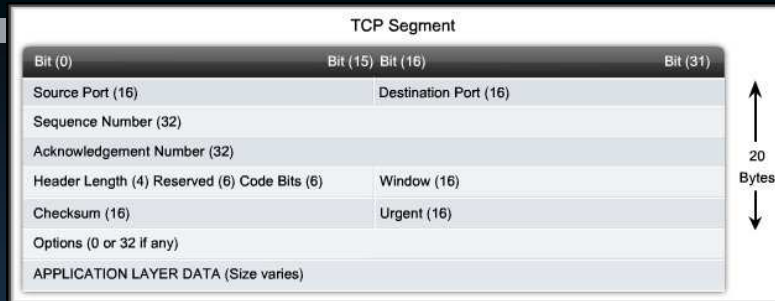 TCP Segment
Bit (0) Bit (15) Bit (16) Bit (31)
Source Port (16) Destination Port (16)
Sequence Number (32)
Acknowledgement Number (32)
20
Header Length (4) Reserved (6) Code Bits (6) Window (16)
Bytes
Checksum (16) Urgent (16)
Options (0 or 32 if any)
APPLICATION LAYER DATA (Size varies)